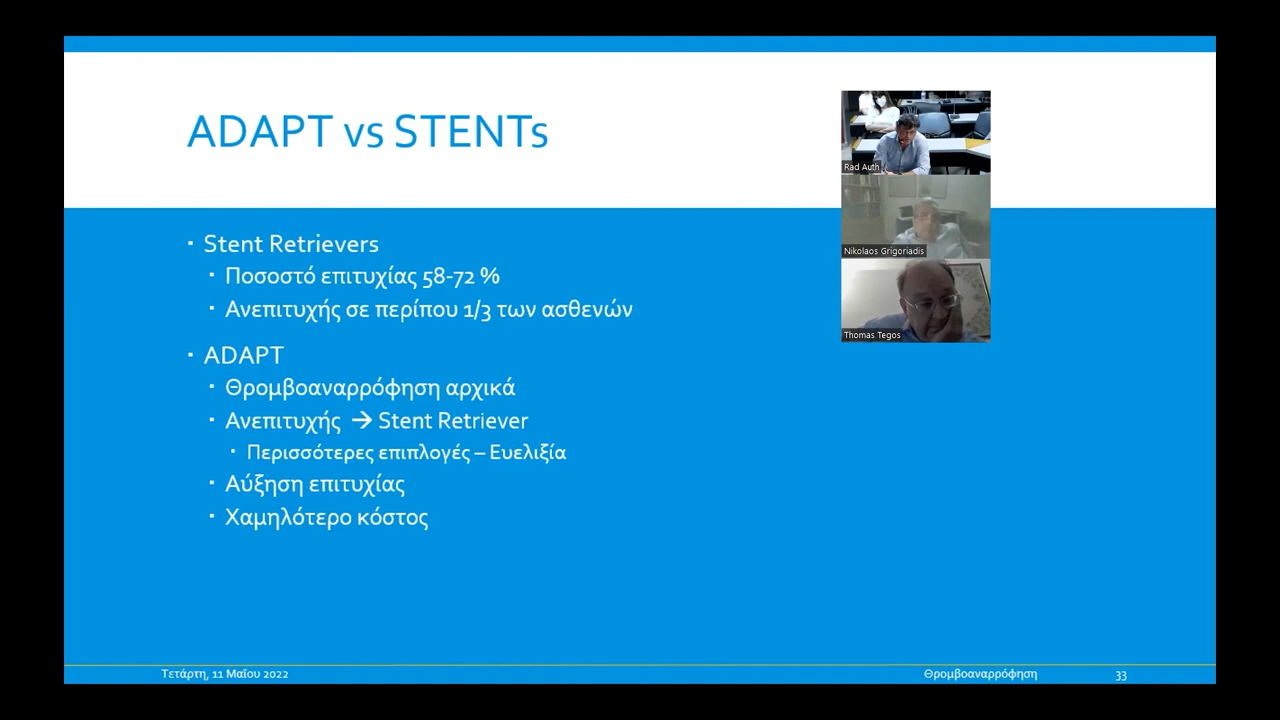 ADAPT vs STENTs
Rad Auth
Nikolaos Grigoriadis
Thomas Tegos
▪ Stent Retrievers
▪ Ποσοστό επιτυχίας 58-72 %
▪ Ανεπιτυχής σε περίπου 1/3 των ασθενών
▪ ADAPT
▪ Θρομβοαναρρόφηση αρχικά
▪ Ανεπιτυχής → Stent Retriever
▪ Περισσότερες επιπλογές – Ευελιξία
▪ Αύξηση επιτυχίας
▪ Χαμηλότερο κόστος
Τετάρτη, 11 Μαΐου 2022
Θρομβοαναρρόφηση
33